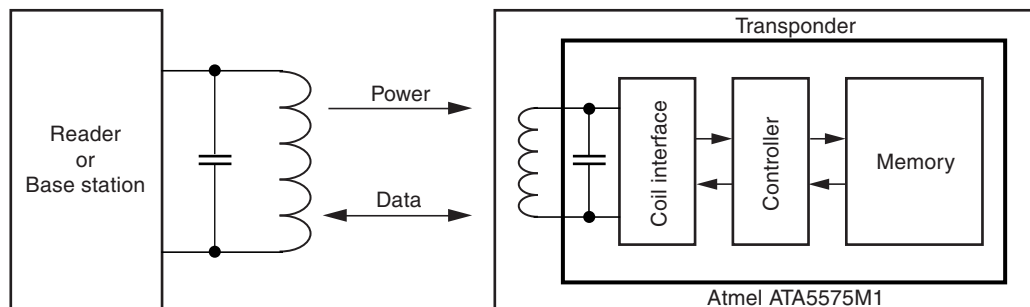 Transponder
Reader
or
Base station
Power
Data
Coil interface
Controller
Memory
Atmel ATA5575M1